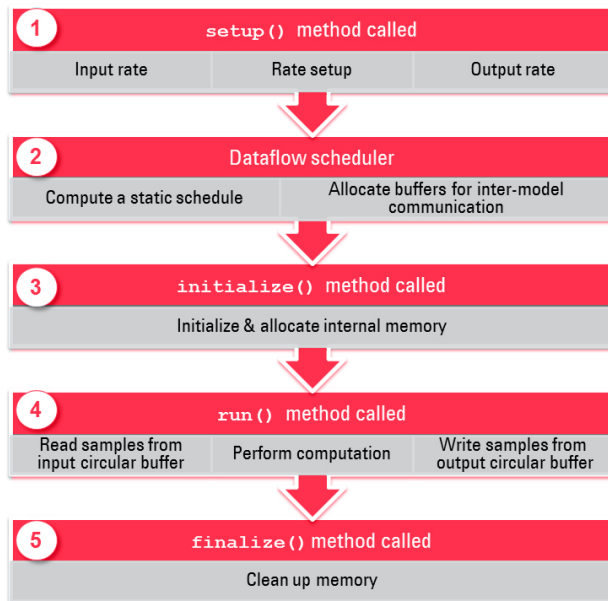 1
setup() method called
Input rate
Rate setup
Output rate
2
Dataflow scheduler
Compute a static schedule
Allocate buffers for inter-model
communication
3
initialize() method called
Initialize & allocate internal memory
4
run() method called
Read samples from
input circular buffer
Perform computation
Write samples from
output circular buffer
5
finalize() method called
Clean up memory